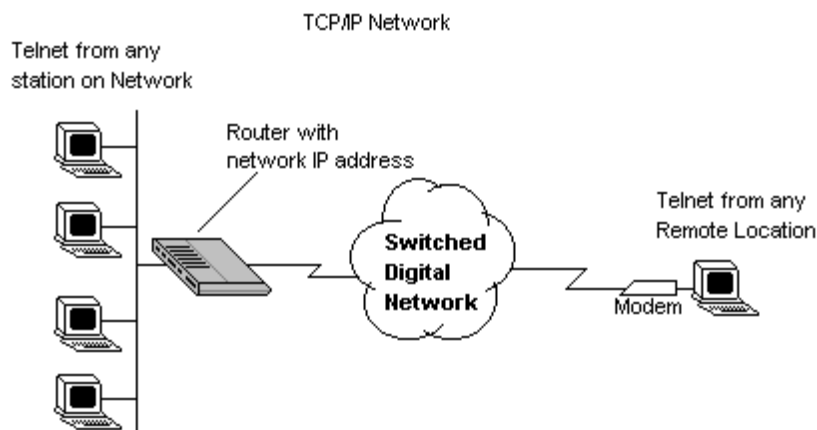 TCP/IP Network
Telnet from any
station on Network
Router with
network IP address
Switched
Digital
Network
Telnet from any
Remote Location
Modem